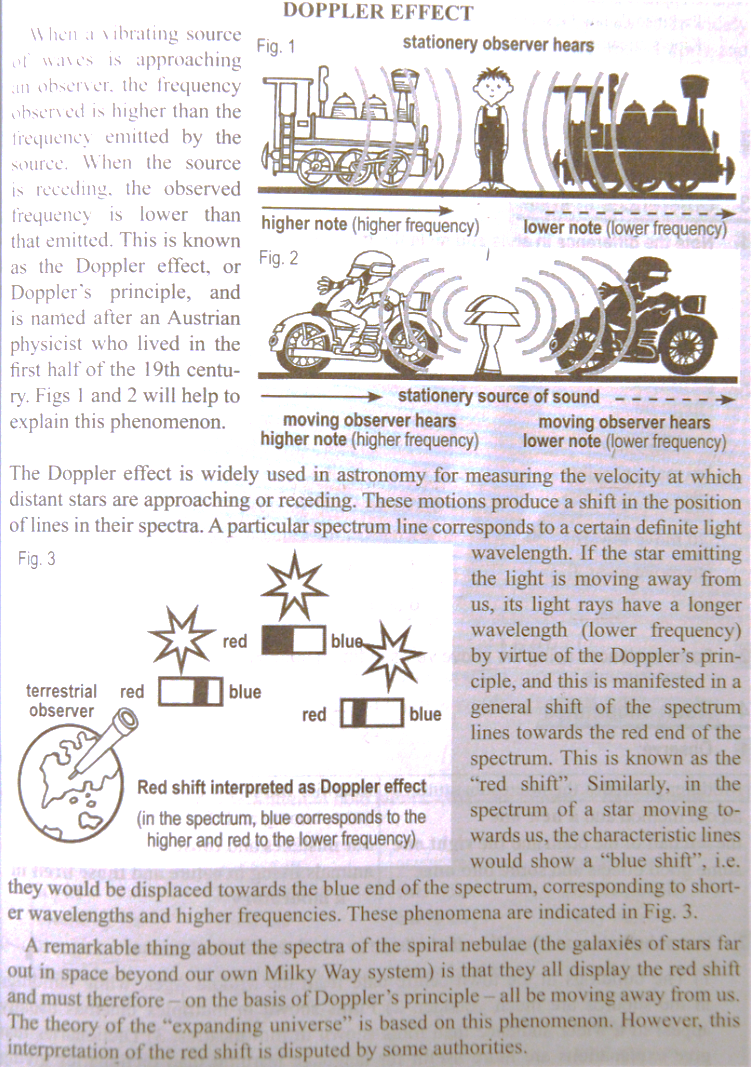 DOPPLER EFFECT
When a vibrating source
of waves is approaching
an observer, the frequency
observed is higher than the
frequency emitted by the
source. When the source
is receding, the observed
frequency is lower than
that emitted. This is known
as the Doppler effect, or
Doppler's principle, and
is named after an Austrian
physicist who lived in the
first half of the 19th centu-
ry. Figs 1 and 2 will help to
explain this phenomenon.
Fig. 1
stationery observer hears
higher note (higher frequency)
lower note (lower frequency)
Fig. 2
stationery source of sound
moving observer hears
higher note (higher frequency)
moving observer hears
lower note (lower frequency)
The Doppler effect is widely used in astronomy for measuring the velocity at which
distant stars are approaching or receding. These motions produce a shift in the position
of lines in their spectra. A particular spectrum line corresponds to a certain definite light
wavelength. If the star emitting
the light is moving away from
us, its light rays have a longer
wavelength (lower frequency)
by virtue of the Doppler's prin-
ciple, and this is manifested in a
general shift of the spectrum
lines towards the red end of the
spectrum. This is known as the
"red shift". Similarly, in the
spectrum of a star moving to-
wards us, the characteristic lines
would show a "blue shift", i.e.
they would be displaced towards the blue end of the spectrum, corresponding to short-
er wavelengths and higher frequencies. These phenomena are indicated in Fig. 3.
Fig. 3
red blue
terrestrial
observer
red blue
red blue
Red shift interpreted as Doppler effect
(in the spectrum, blue corresponds to the
higher and red to the lower frequency)
A remarkable thing about the spectra of the spiral nebulae (the galaxies of stars far
out in space beyond our own Milky Way system) is that they all display the red shift
and must therefore – on the basis of Doppler's principle – all be moving away from us.
The theory of the "expanding universe" is based on this phenomenon. However, this
interpretation of the red shift is disputed by some authorities.